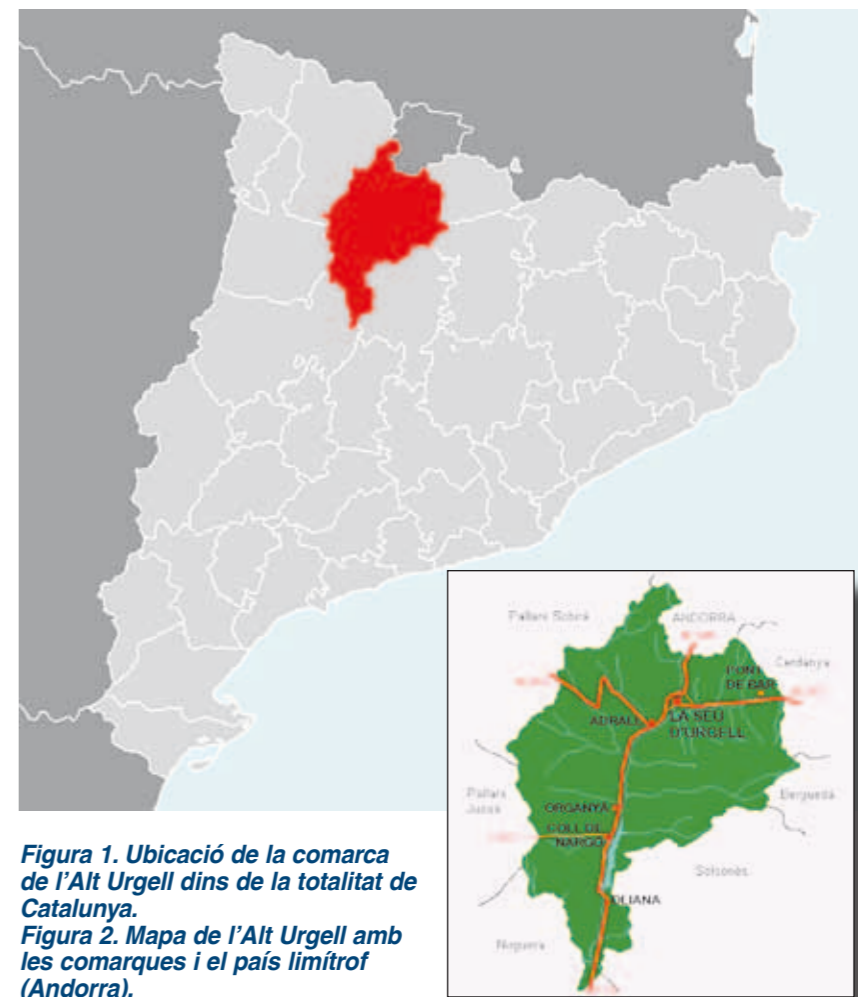 Pallars Sobirà
ANDORRA
Cerdanya
PONT
DE BAR
ADRALL
LA SEU
D'URGELL
Pallars
Jussà
ORGANYÀ
Berguedà
COLL DE
NARGÓ
Solsonès
OLIANA
Noguera
Figura 1. Ubicació de la comarca
de l'Alt Urgell dins de la totalitat de
Catalunya.
Figura 2. Mapa de l'Alt Urgell amb
les comarques i el país limítrof
(Andorra).